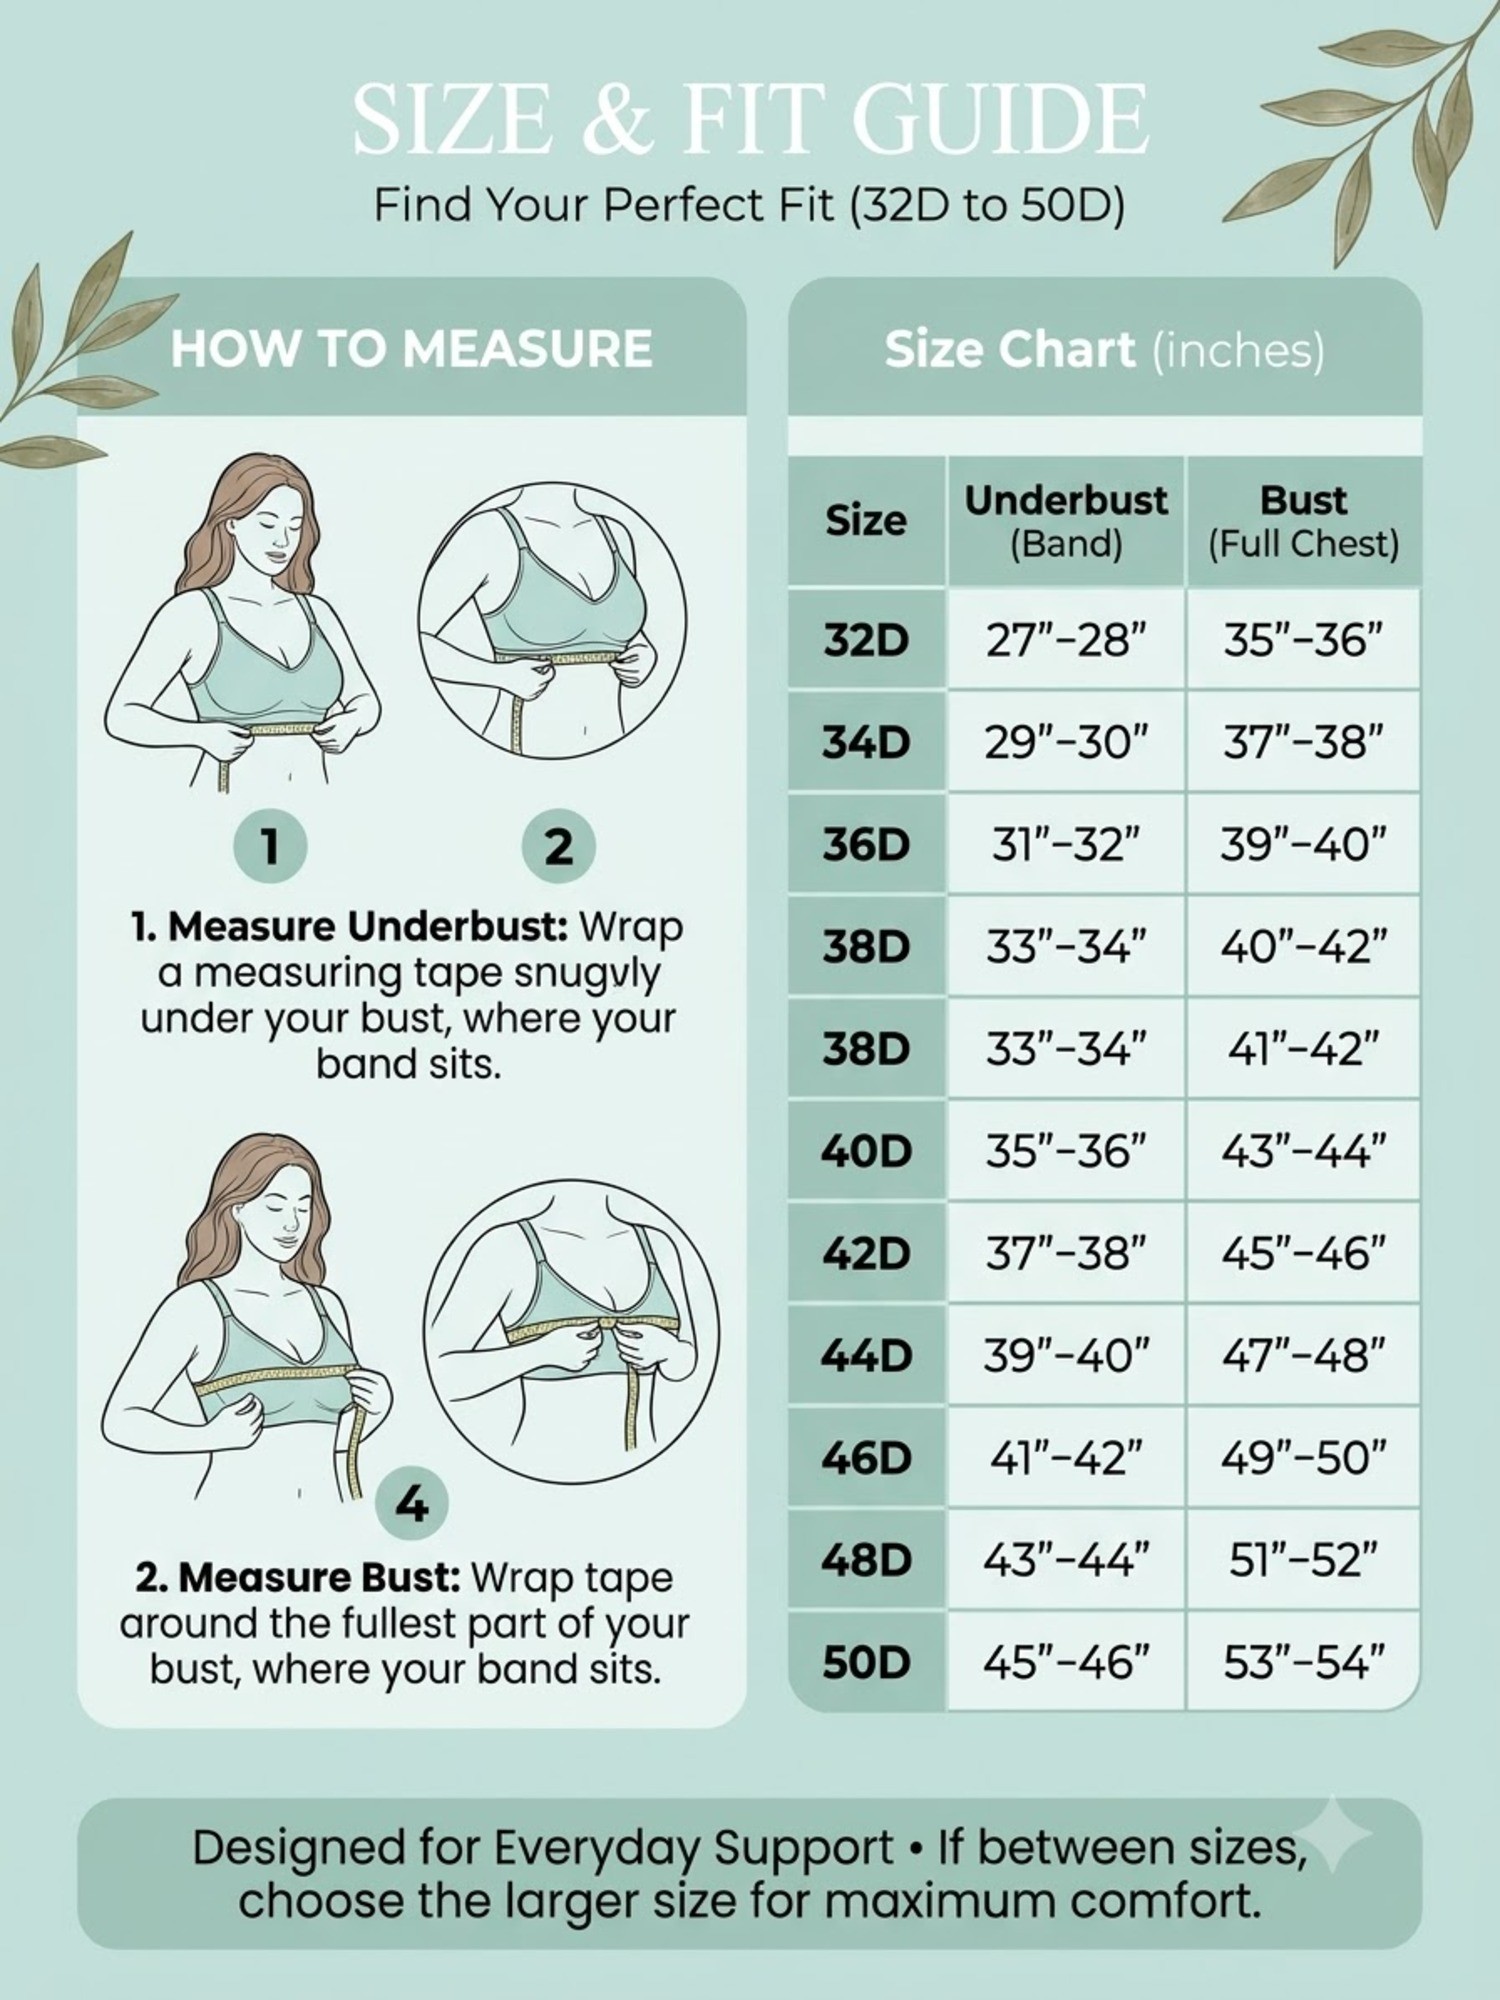 SIZE & FIT GUIDE
Find Your Perfect Fit (32D to 50D)
HOW TO MEASURE
1
2
1. Measure Underbust: Wrap
a measuring tape snugvly
under your bust, where your
band sits.
4
2. Measure Bust: Wrap tape
around the fullest part of your
bust, where your band sits.
Size Chart (inches)
Size Underbust (Band) Bust (Full Chest)
32D 27”–28” 35”–36”
34D 29”–30” 37”–38”
36D 31”–32” 39”–40”
38D 33”–34” 40”–42”
38D 33”–34” 41”–42”
40D 35”–36” 43”–44”
42D 37”–38” 45”–46”
44D 39”–40” 47”–48”
46D 41”–42” 49”–50”
48D 43”–44” 51”–52”
50D 45”–46” 53”–54”
Designed for Everyday Support • If between sizes,
choose the larger size for maximum comfort.